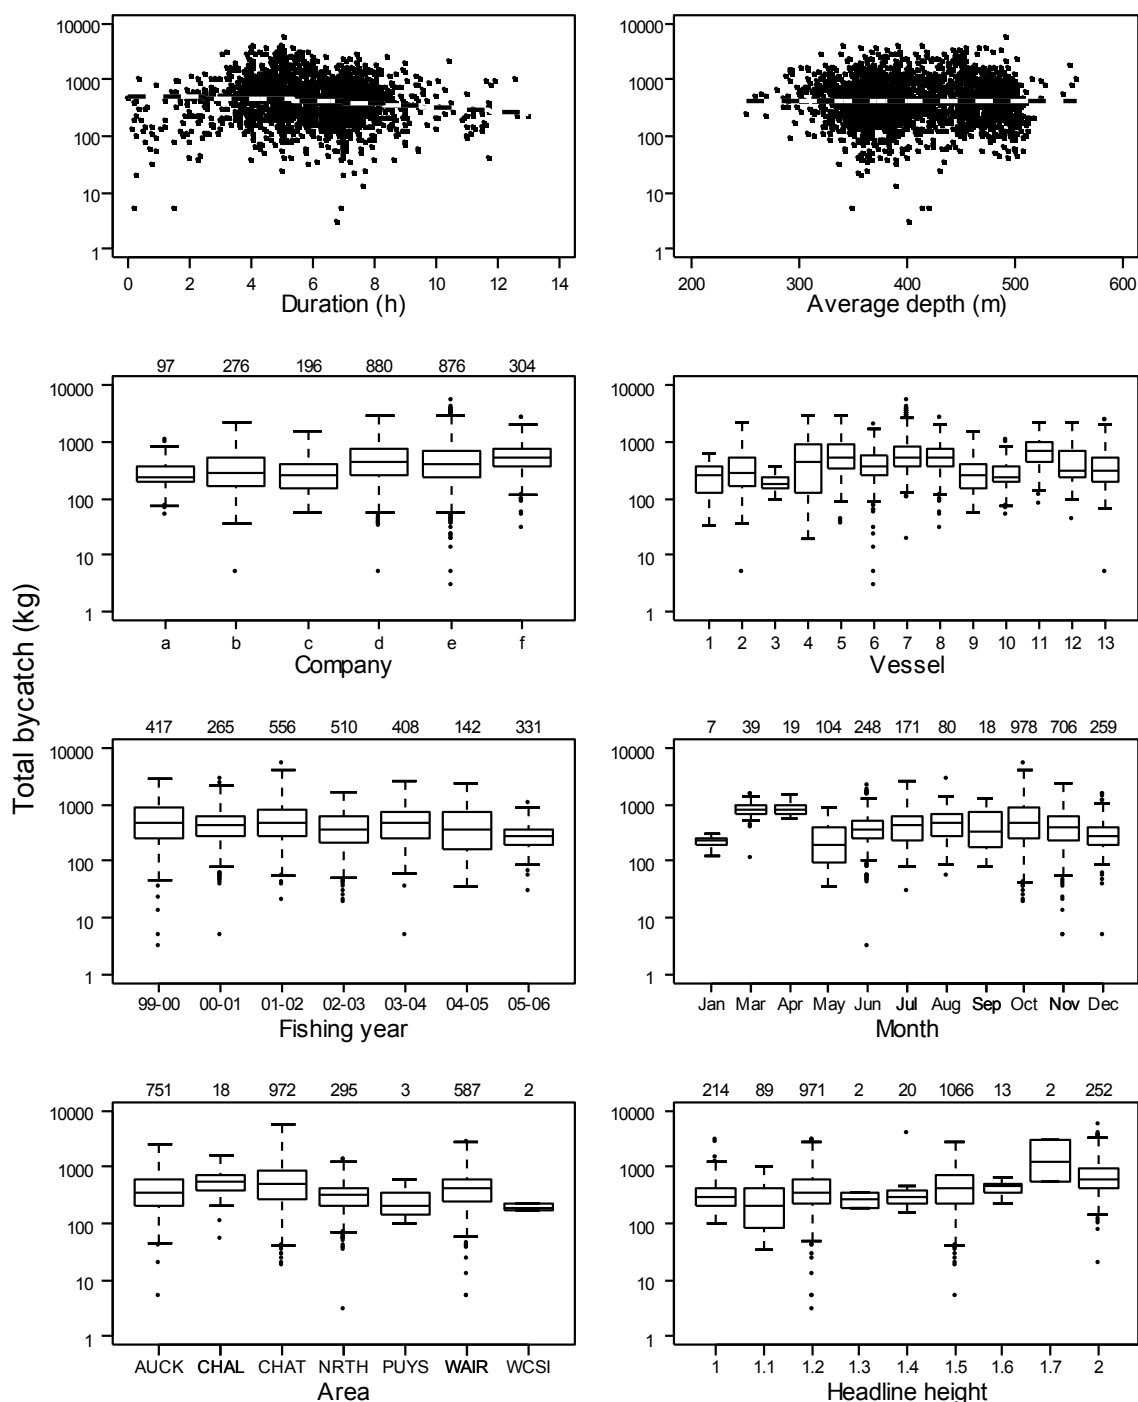 Total bycatch (kg)
10000
1000
100
10
1
0 2 4 6 8 10 12 14
Duration (h)
200 300 400 500 600
Average depth (m)
97 276 196 880 876 304
10000
1000
100
10
1
a b c d e f
Company
10000
1000
100
10
1
1 2 3 4 5 6 7 8 9 10 11 12 13
Vessel
417 265 556 510 408 142 331
10000
1000
100
10
1
99-00 00-01 01-02 02-03 03-04 04-05 05-06
Fishing year
7 39 19 104 248 171 80 18 978 706 259
10000
1000
100
10
1
Jan Mar Apr May Jun Jul Aug Sep Oct Nov Dec
Month
751 18 972 295 3 587 2
10000
1000
100
10
1
AUCK CHAL CHAT NRTH PUYS WAIR WCSI
Area
214 89 971 2 20 1066 13 2 252
10000
1000
100
10
1
1 1.1 1.2 1.3 1.4 1.5 1.6 1.7 2
Headline height